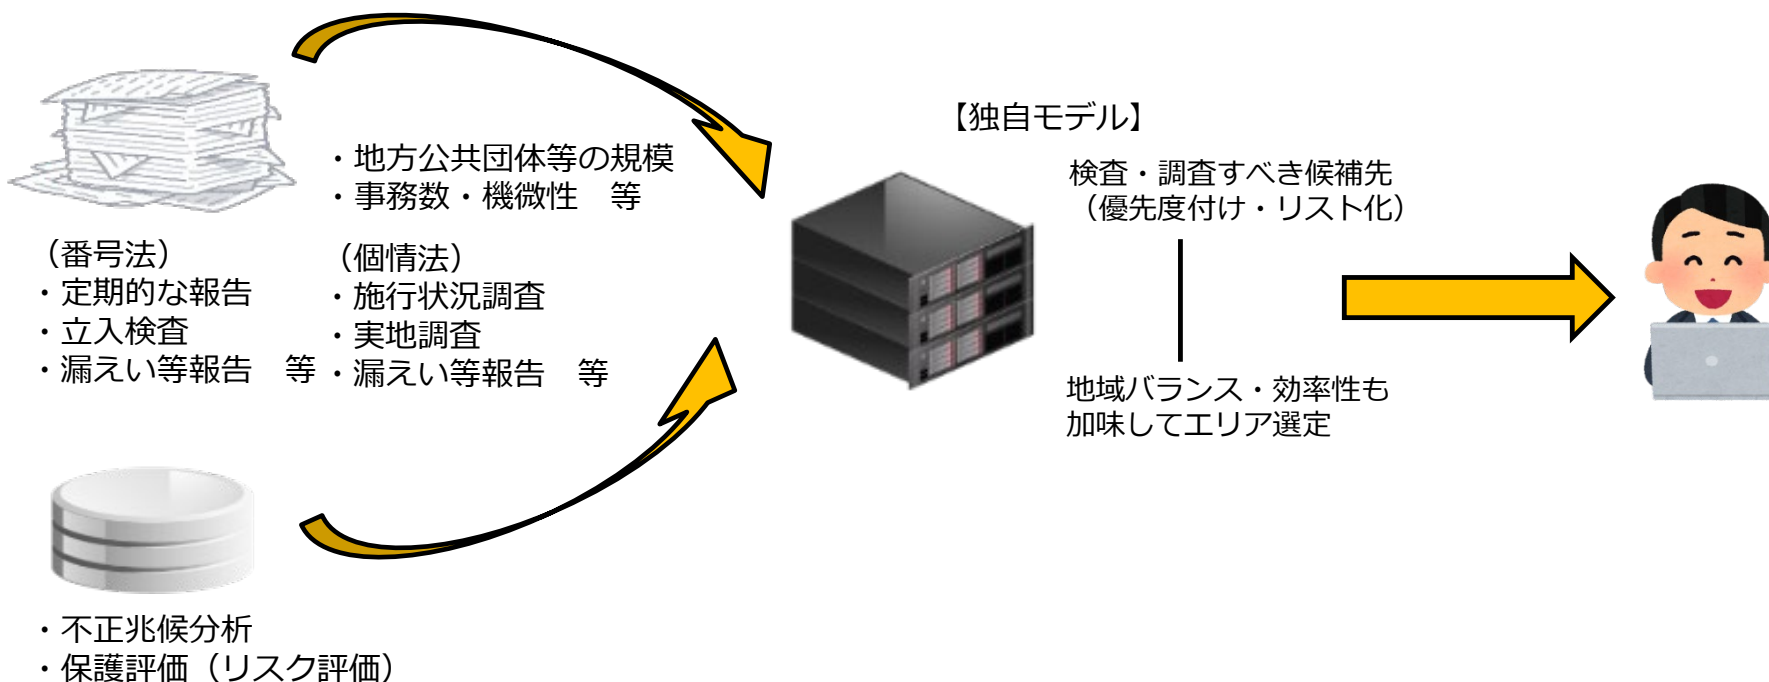 ・地方公共団体等の規模
・事務数・機微性　等
（番号法）
・定期的な報告
・立入検査
・漏えい等報告　等
（個情法）
・施行状況調査
・実地調査
・漏えい等報告　等
・不正兆候分析
・保護評価（リスク評価）
【独自モデル】
検査・調査すべき候補先
（優先度付け・リスト化）
地域バランス・効率性も
加味してエリア選定